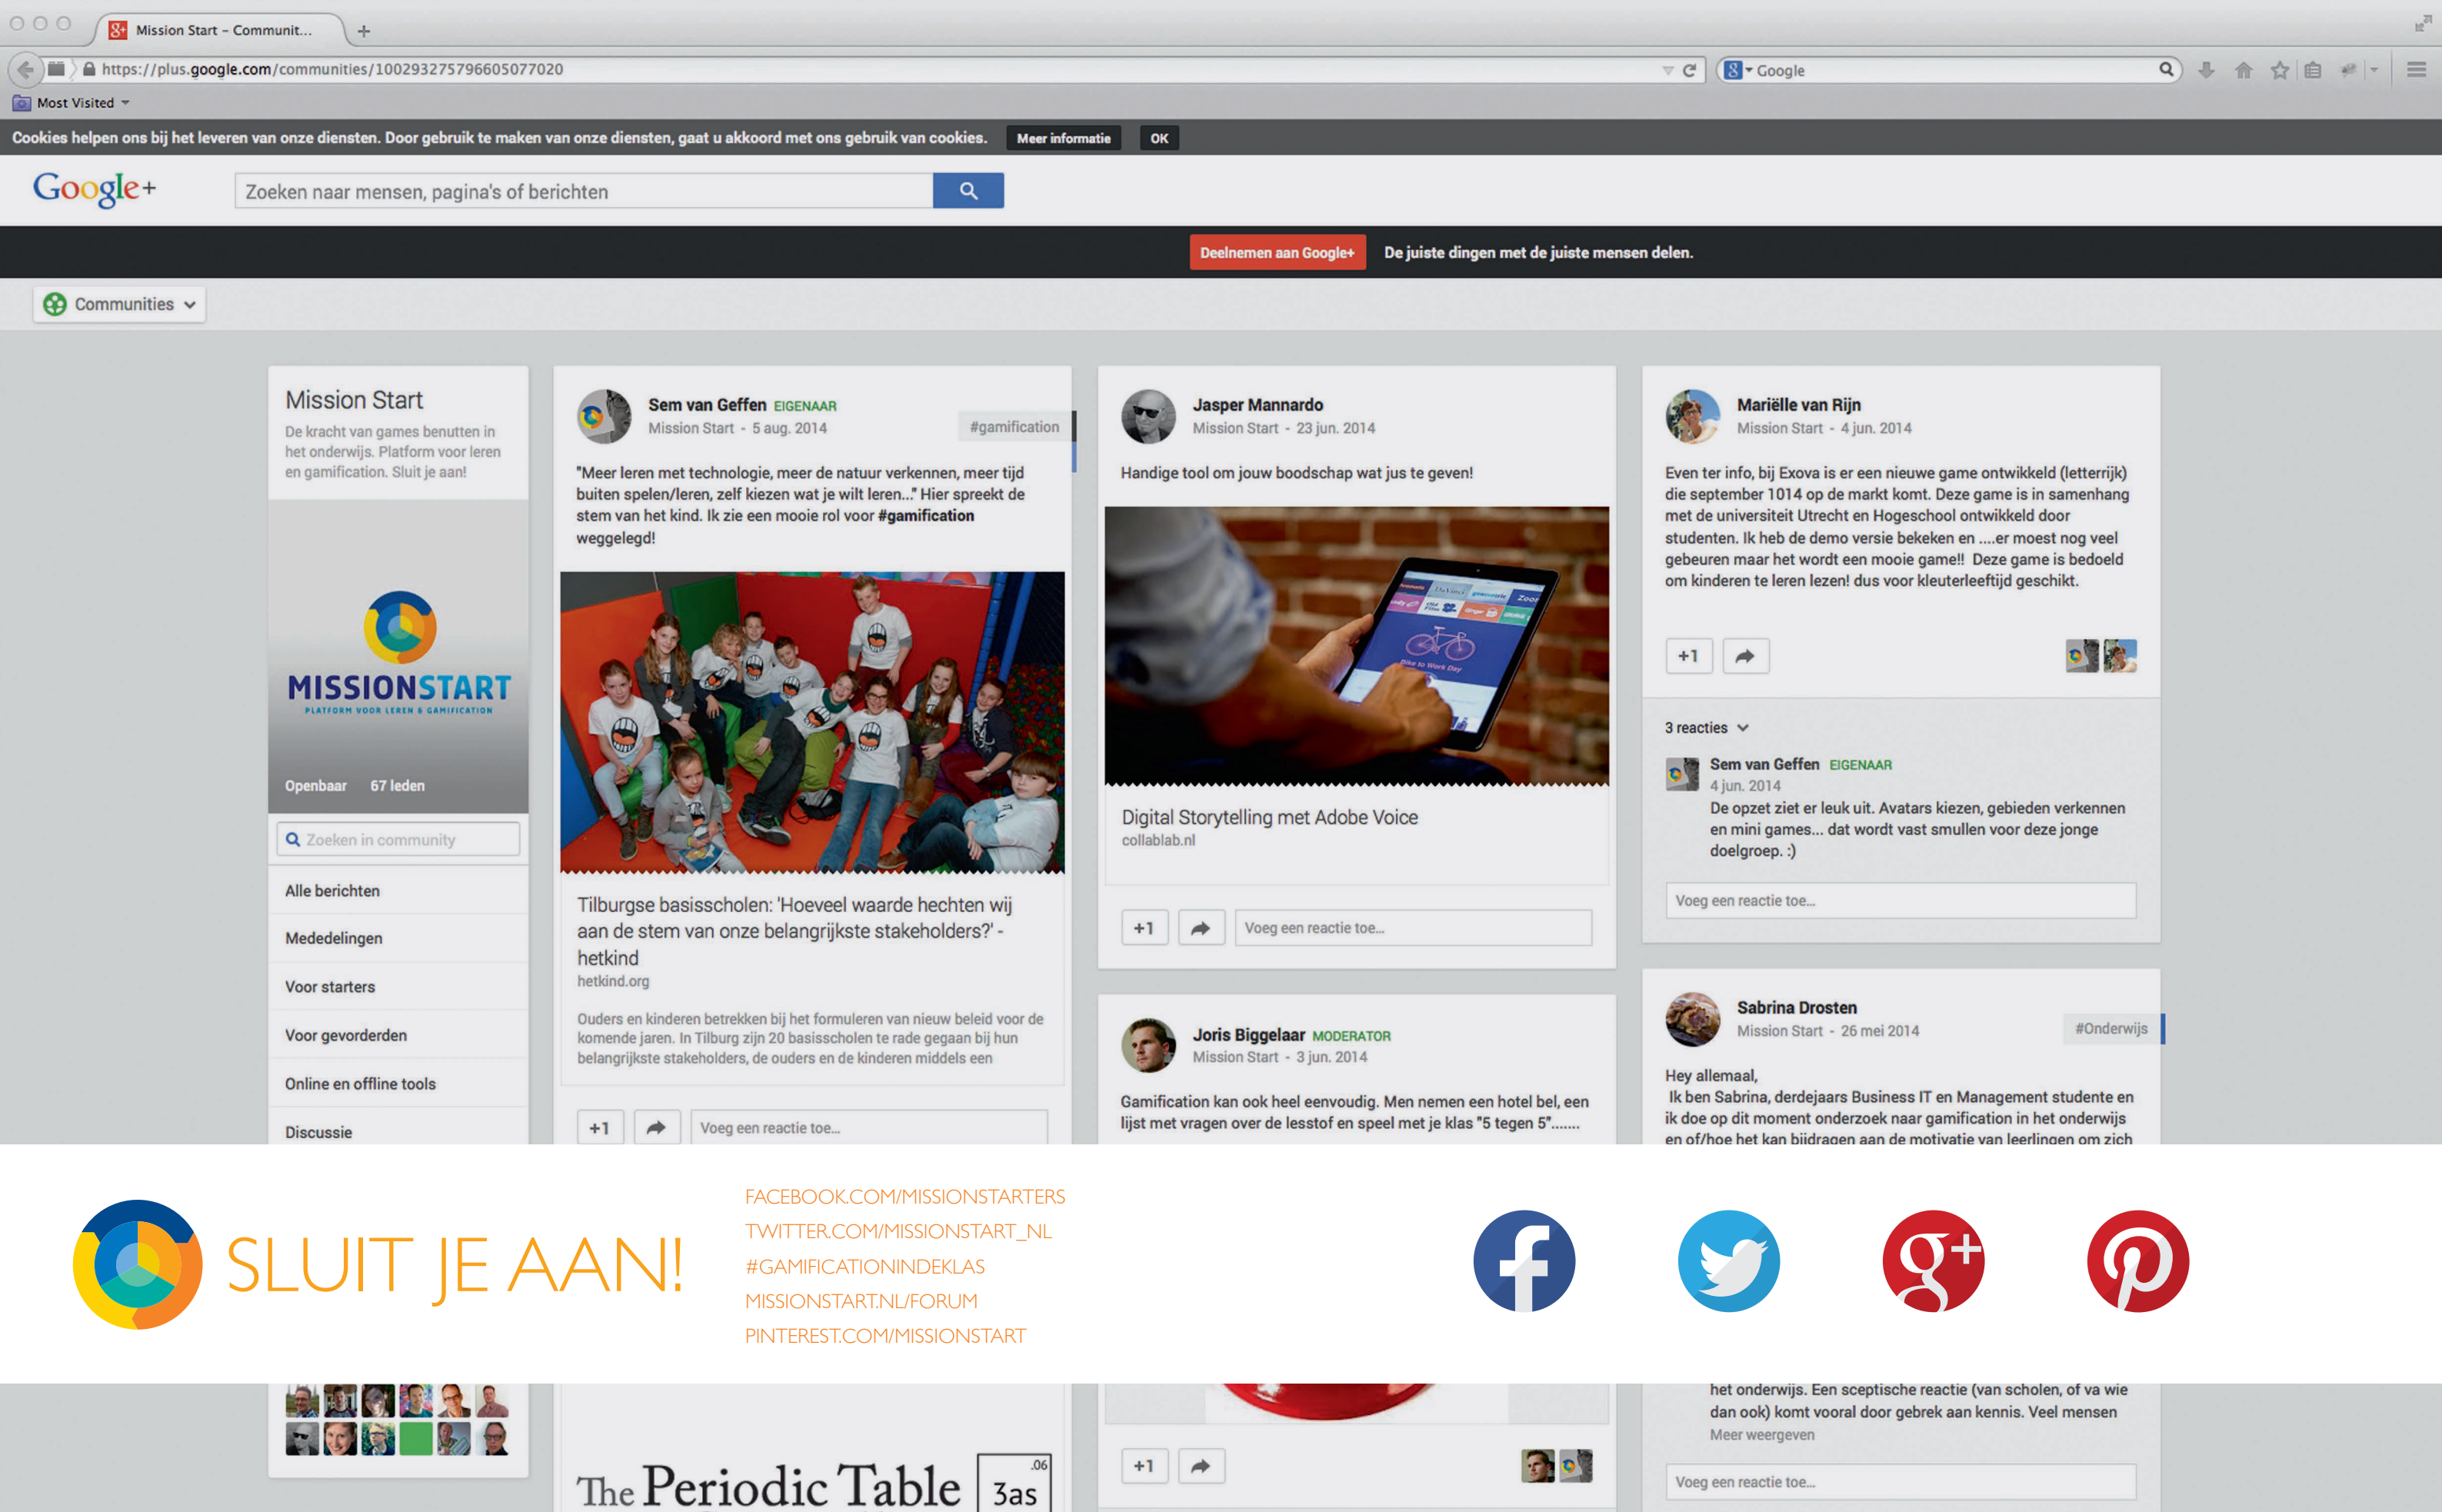 Mission Start – Communit...
https://plus.google.com/communities/100293275796605077020
Google
Most Visited
Cookies helpen ons bij het leveren van onze diensten. Door gebruik te maken van onze diensten, gaat u akkoord met ons gebruik van cookies.
Meer informatie
OK
Google+
Zoeken naar mensen, pagina's of berichten
Deelnemen aan Google+
De juiste dingen met de juiste mensen delen.
Communities
Mission Start
De kracht van games benutten in
het onderwijs. Platform voor leren
en gamification. Sluit je aan!
MISSIONSTART
PLATFORM VOOR LEREN & GAMIFICATION
Openbaar 67 leden
Zoeken in community
Alle berichten
Mededelingen
Voor starters
Voor gevorderden
Online en offline tools
Discussie
Sem van Geffen EIGENAAR
Mission Start - 5 aug. 2014
#gamification
"Meer leren met technologie, meer de natuur verkennen, meer tijd
buiten spelen/leren, zelf kiezen wat je wilt leren..." Hier spreekt de
stem van het kind. Ik zie een mooie rol voor #gamification
weggelegd!
Tilburgse basisscholen: 'Hoeveel waarde hechten wij
aan de stem van onze belangrijkste stakeholders?' -
hetkind
hetkind.org
Ouders en kinderen betrekken bij het formuleren van nieuw beleid voor de
komende jaren. In Tilburg zijn 20 basisscholen te rade gegaan bij hun
belangrijkste stakeholders, de ouders en de kinderen middels een
+1
Voeg een reactie toe...
Jasper Mannardo
Mission Start - 23 jun. 2014
Handige tool om jouw boodschap wat jus te geven!
DaVinci
Bike to Work Day
Digital Storytelling met Adobe Voice
collablab.nl
+1
Voeg een reactie toe...
Joris Biggelaar MODERATOR
Mission Start - 3 jun. 2014
Gamification kan ook heel eenvoudig. Men nemen een hotel bel, een
lijst met vragen over de lesstof en speel met je klas "5 tegen 5".......
Mariëlle van Rijn
Mission Start - 4 jun. 2014
Even ter info, bij Exova is er een nieuwe game ontwikkeld (letterrijk)
die september 1014 op de markt komt. Deze game is in samenhang
met de universiteit Utrecht en Hogeschool ontwikkeld door
studenten. Ik heb de demo versie bekeken en ....er moest nog veel
gebeuren maar het wordt een mooie game!! Deze game is bedoeld
om kinderen te leren lezen! dus voor kleuterleeftijd geschikt.
+1
3 reacties
Sem van Geffen EIGENAAR
4 jun. 2014
De opzet ziet er leuk uit. Avatars kiezen, gebieden verkennen
en mini games... dat wordt vast smullen voor deze jonge
doelgroep. :)
Voeg een reactie toe...
Sabrina Drosten
Mission Start - 26 mei 2014
#Onderwijs
Hey allemaal,
Ik ben Sabrina, derdejaars Business IT en Management studente en
ik doe op dit moment onderzoek naar gamification in het onderwijs
en of/hoe het kan bijdragen aan de motivatie van leerlingen om zich
SLUIT JE AAN!
FACEBOOK.COM/MISSIONSTARTERS
TWITTER.COM/MISSIONSTART_NL
#GAMIFICATIONINDEKLAS
MISSIONSTART.NL/FORUM
PINTEREST.COM/MISSIONSTART
The Periodic Table
.06
3as
+1
het onderwijs. Een sceptische reactie (van scholen, of va wie
dan ook) komt vooral door gebrek aan kennis. Veel mensen
Meer weergeven
Voeg een reactie toe...